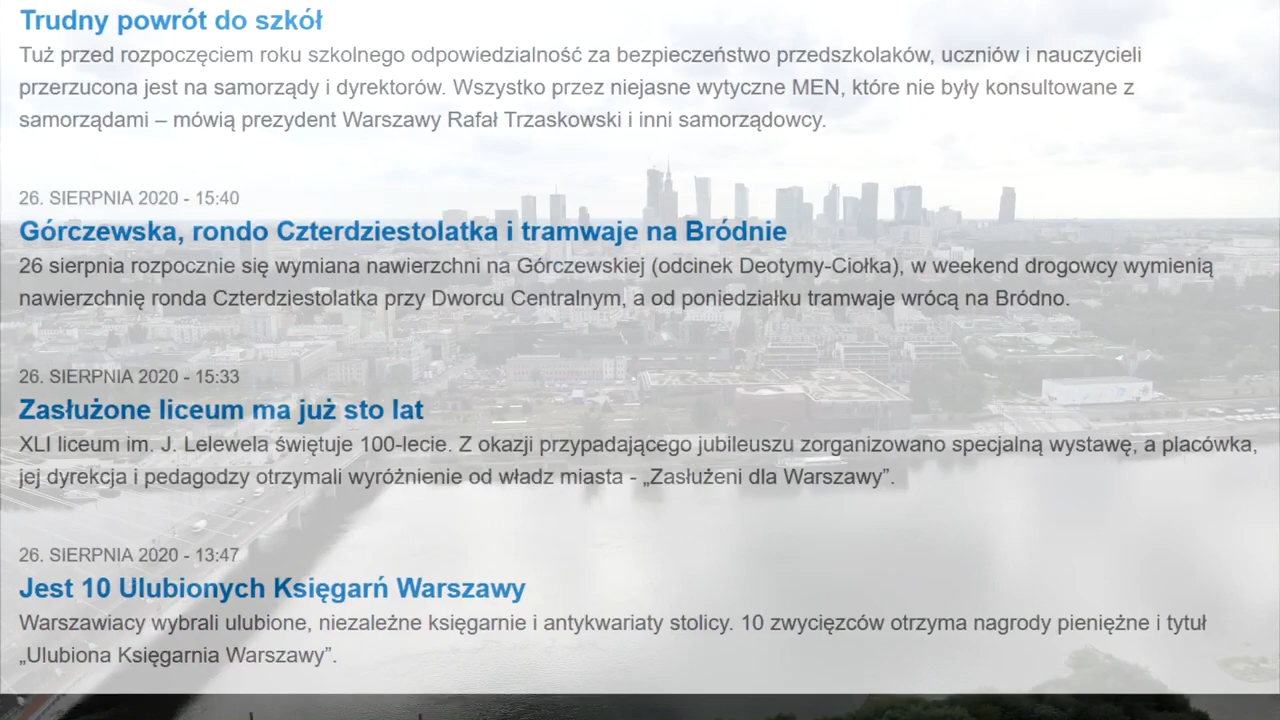 Trudny powrót do szkół
Tuż przed rozpoczęciem roku szkolnego odpowiedzialność za bezpieczeństwo przedszkolaków, uczniów i nauczycieli
przerzucona jest na samorządy i dyrektorów. Wszystko przez niejasne wytyczne MEN, które nie były konsultowane z
samorządami – mówią prezydent Warszawy Rafał Trzaskowski i inni samorządowcy.
26. SIERPNIA 2020 - 15:40
Górczewska, rondo Czterdziestolatka i tramwaje na Bródnie
26 sierpnia rozpocznie się wymiana nawierzchni na Górczewskiej (odcinek Deotymy-Ciołka), w weekend drogowcy wymienią
nawierzchnię ronda Czterdziestolatka przy Dworcu Centralnym, a od poniedziałku tramwaje wrócą na Bródno.
26. SIERPNIA 2020 - 15:33
Zasłużone liceum ma już sto lat
XLI liceum im. J. Lelewela świętuje 100-lecie. Z okazji przypadającego jubileuszu zorganizowano specjalną wystawę, a placówka,
jej dyrekcja i pedagodzy otrzymali wyróżnienie od władz miasta - „Zasłużeni dla Warszawy”.
26. SIERPNIA 2020 - 13:47
Jest 10 Ulubionych Księgarń Warszawy
Warszawiacy wybrali ulubione, niezależne księgarnie i antykwariaty stolicy. 10 zwycięzców otrzyma nagrody pieniężne i tytuł
„Ulubiona Księgarnia Warszawy”.